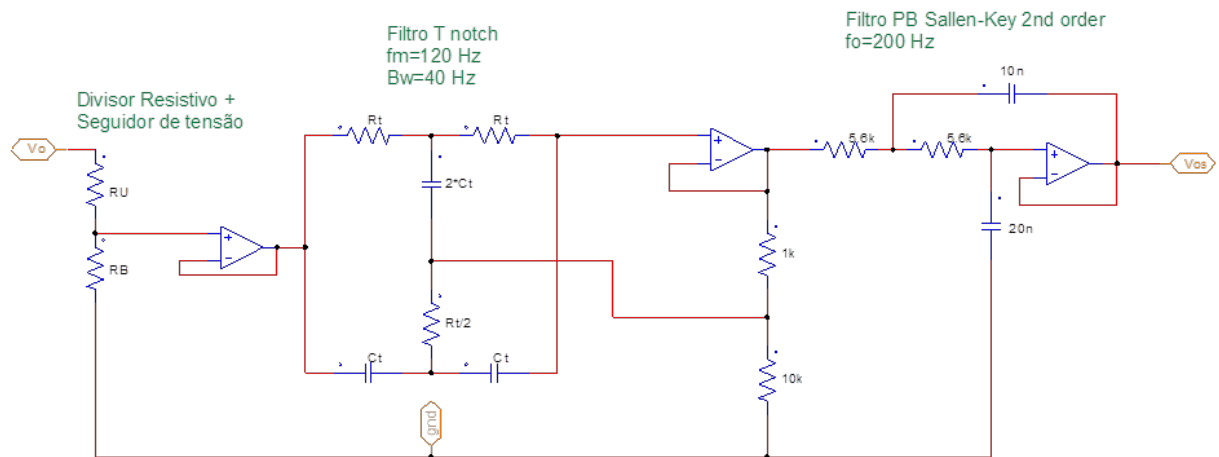 Filtro PB Sallen-Key 2nd order
fo=200 Hz
Filtro T notch
fm=120 Hz
Bw=40 Hz
Divisor Resistivo +
Seguidor de tensão
10n
Vo
Rt
Rt
5.6k
5.6k
Vos
RU
2*Ct
20n
1k
RB
Rt/2
Ct
Ct
10k
gnd